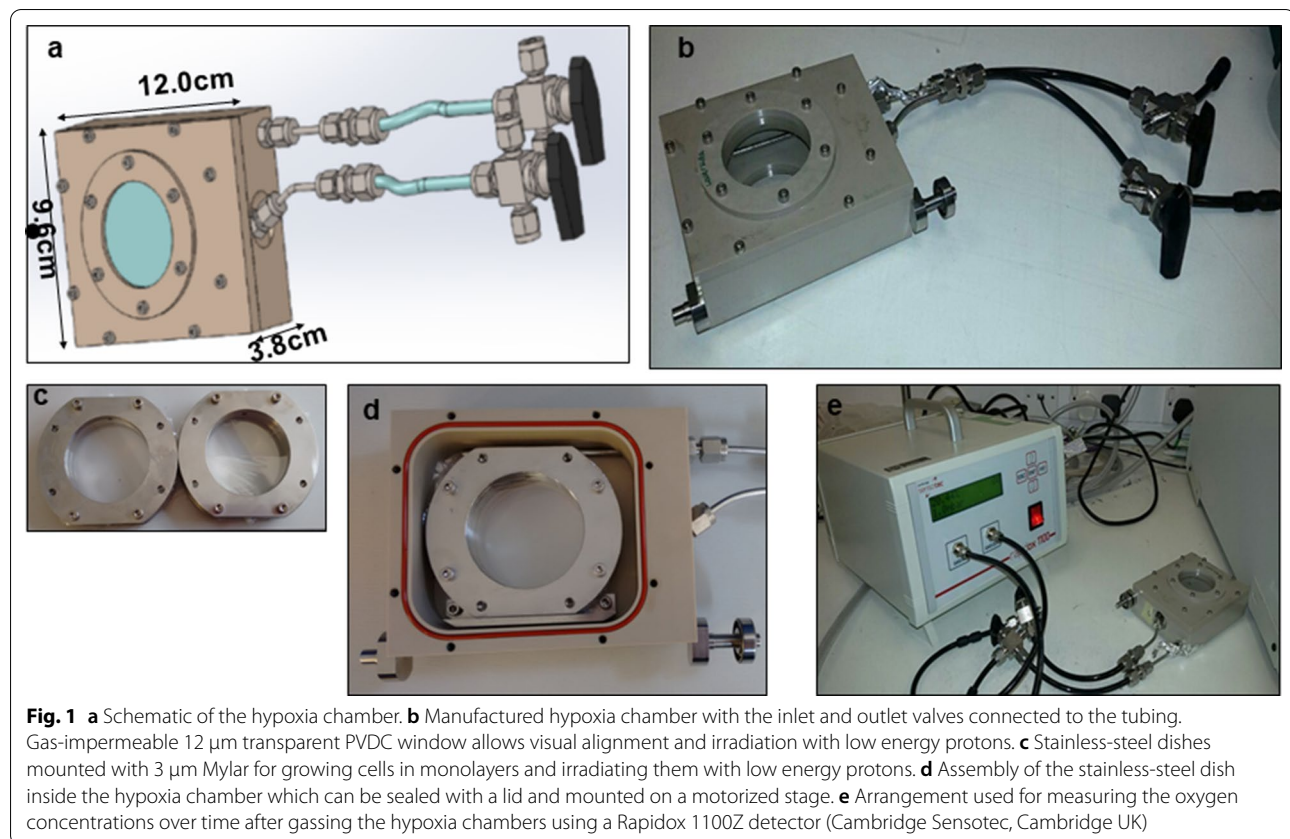 a
12.0cm
9.6cm
3.8cm
b
c
d
e
Fig. 1 a Schematic of the hypoxia chamber. b Manufactured hypoxia chamber with the inlet and outlet valves connected to the tubing.
Gas-impermeable 12 μm transparent PVDC window allows visual alignment and irradiation with low energy protons. c Stainless-steel dishes
mounted with 3 μm Mylar for growing cells in monolayers and irradiating them with low energy protons. d Assembly of the stainless-steel dish
inside the hypoxia chamber which can be sealed with a lid and mounted on a motorized stage. e Arrangement used for measuring the oxygen
concentrations over time after gassing the hypoxia chambers using a Rapidox 1100Z detector (Cambridge Sensotec, Cambridge UK)